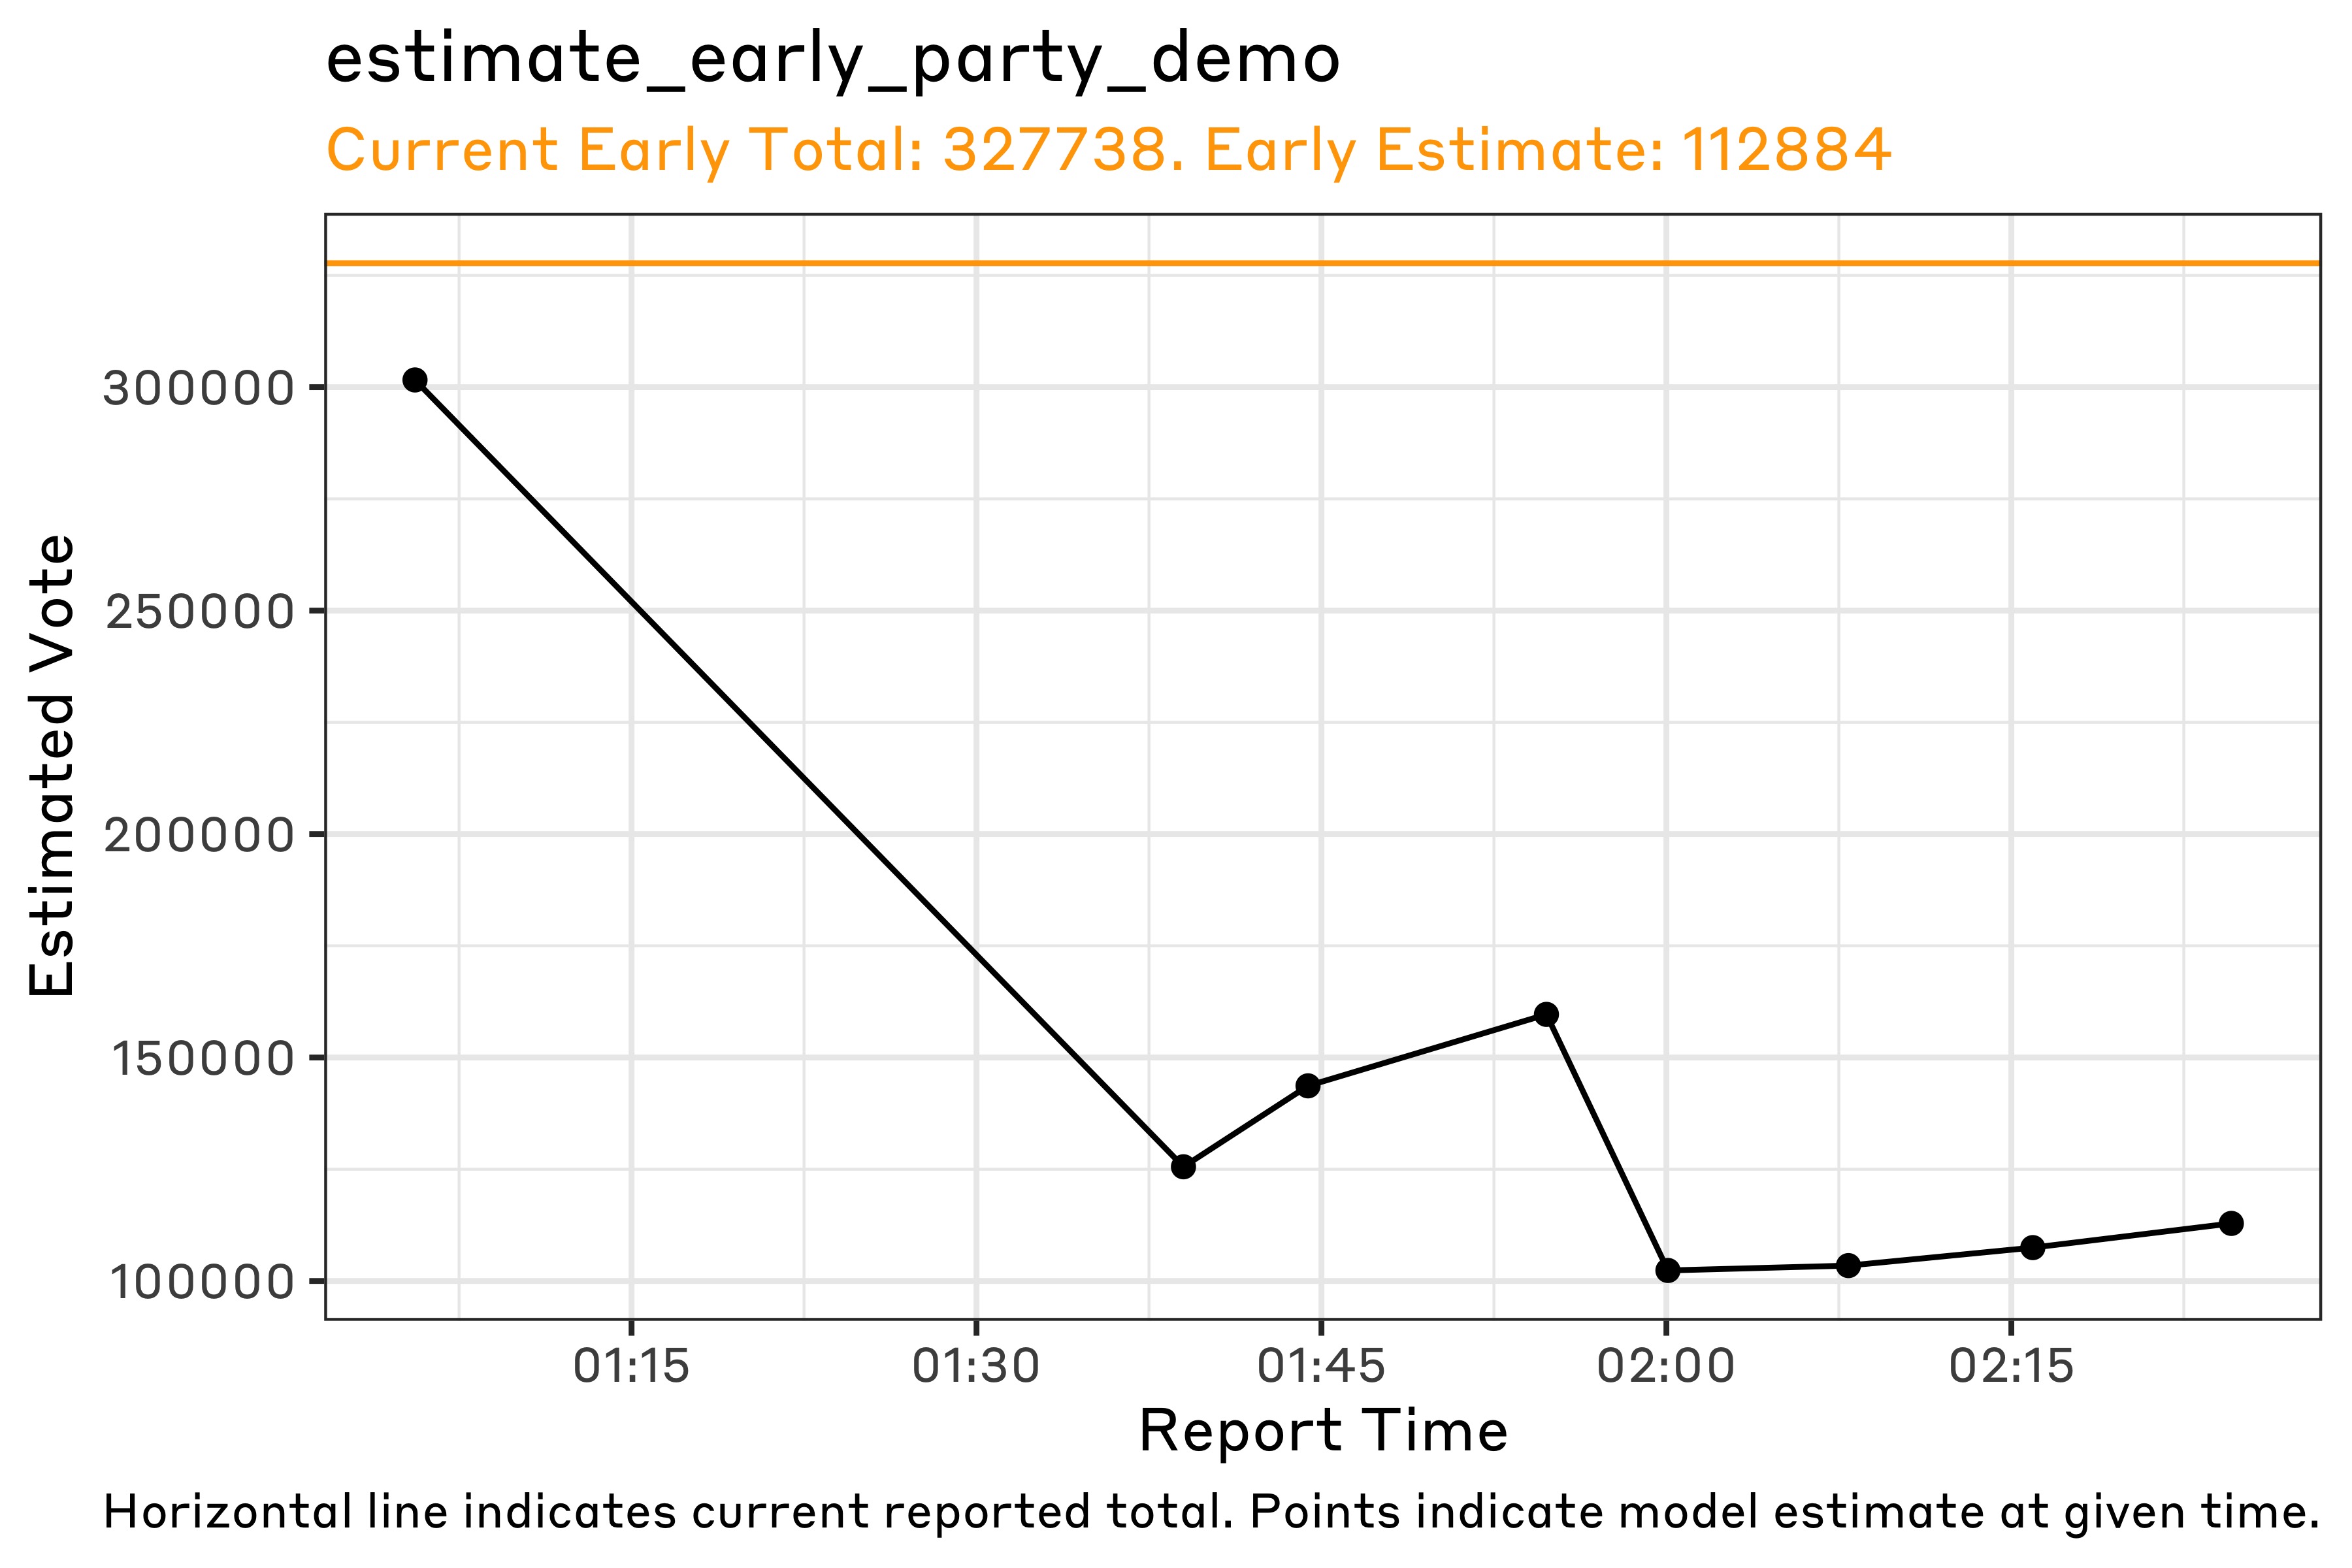 estimate_early_party_demo
Current Early Total: 327738. Early Estimate: 112884
Estimated Vote
300000
250000
200000
150000
100000
01:15 01:30 01:45 02:00 02:15
Report Time
Horizontal line indicates current reported total. Points indicate model estimate at given time.